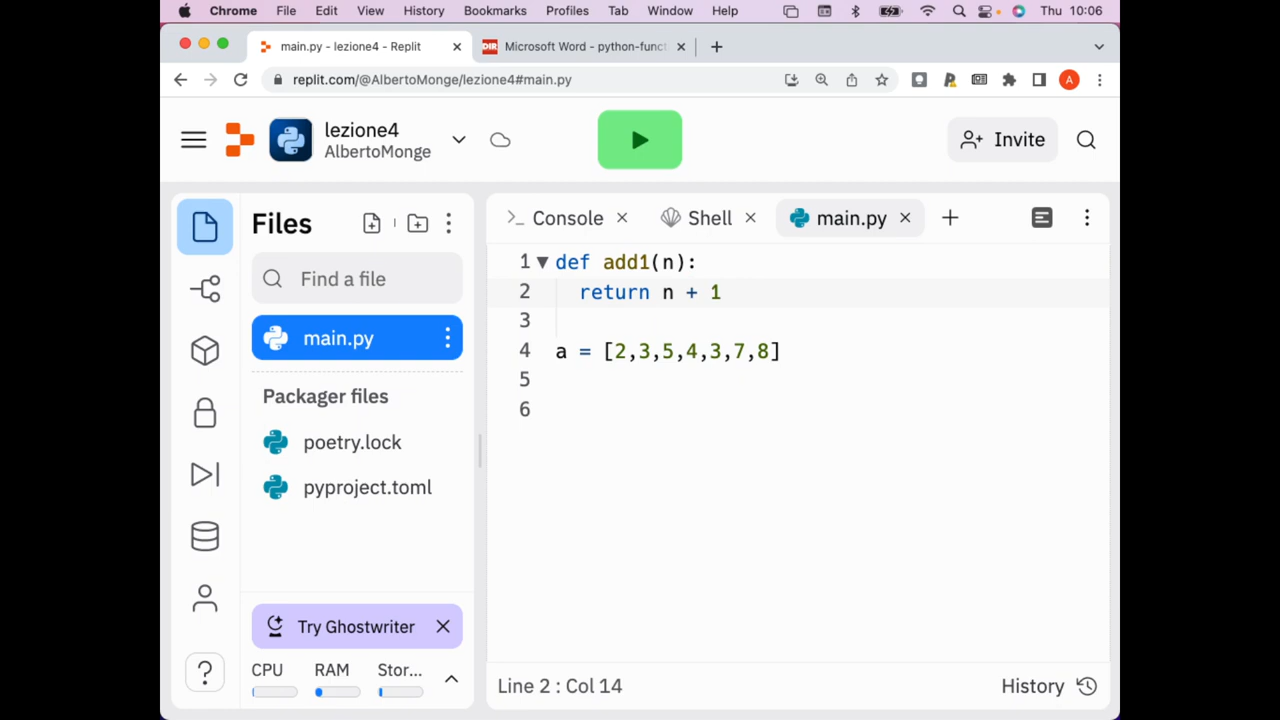 Chrome File Edit View History Bookmarks Profiles Tab Window Help Thu 10:06
main.py - lezione4 - Replit
DIR Microsoft Word - python-funct
replit.com/@AlbertoMonge/lezione4#main.py
A
lezione4
AlbertoMonge
Invite
Files
Find a file
main.py
Packager files
poetry.lock
pyproject.toml
Try Ghostwriter
CPU RAM Stor...
?
Console Shell main.py
1 def add1(n):
2 return n + 1
3
4 a = [2,3,5,4,3,7,8]
5
6
Line 2 : Col 14
History